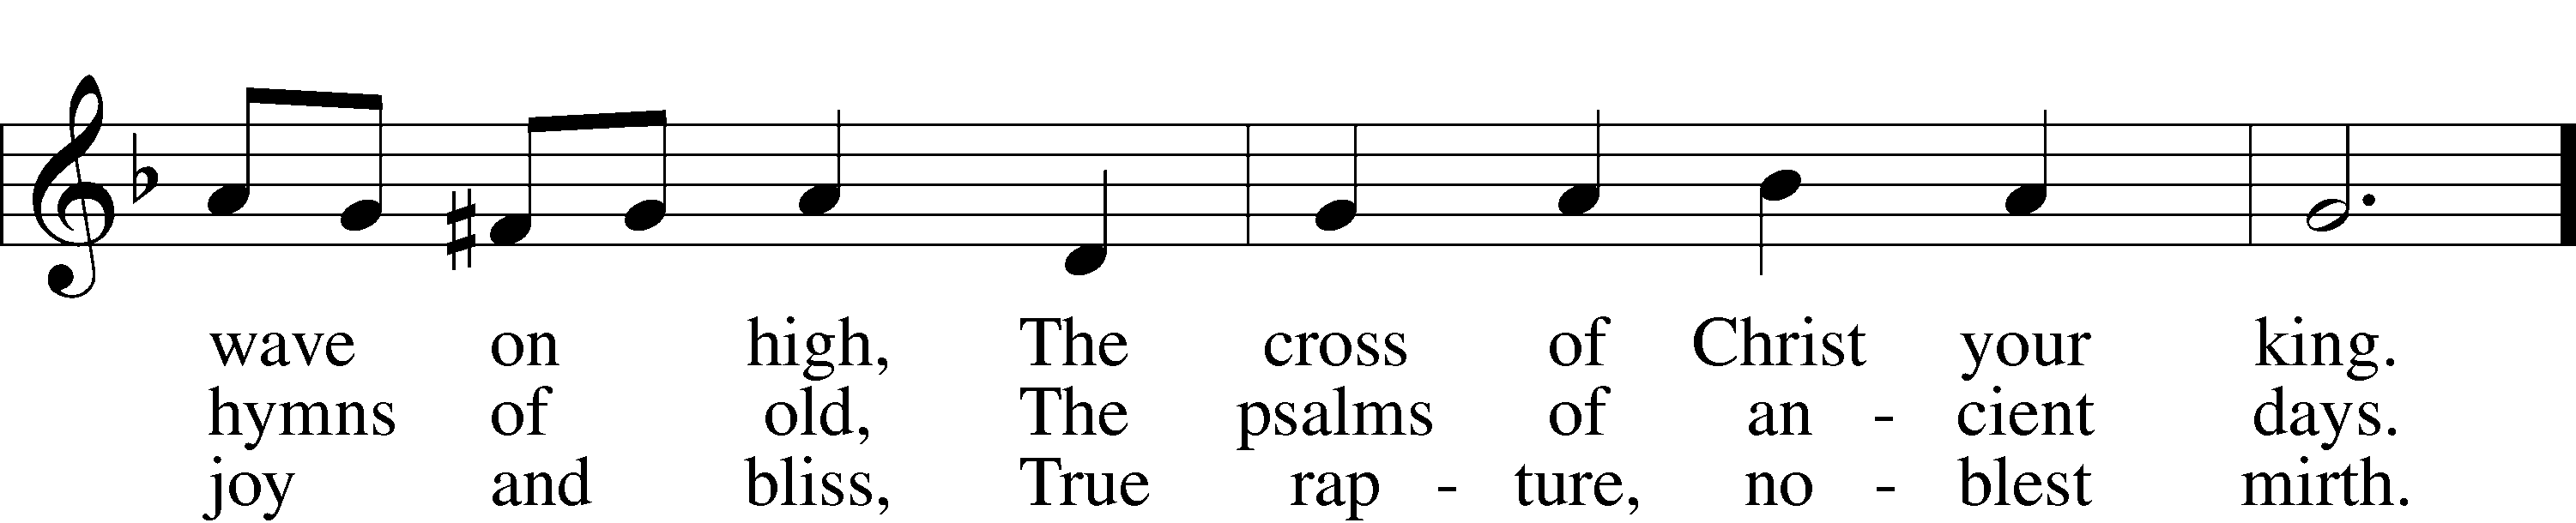 wave on high, The cross of Christ your king.
hymns of old, The psalms of an - cient days.
joy and bliss, True rap - ture, no - blest mirth.